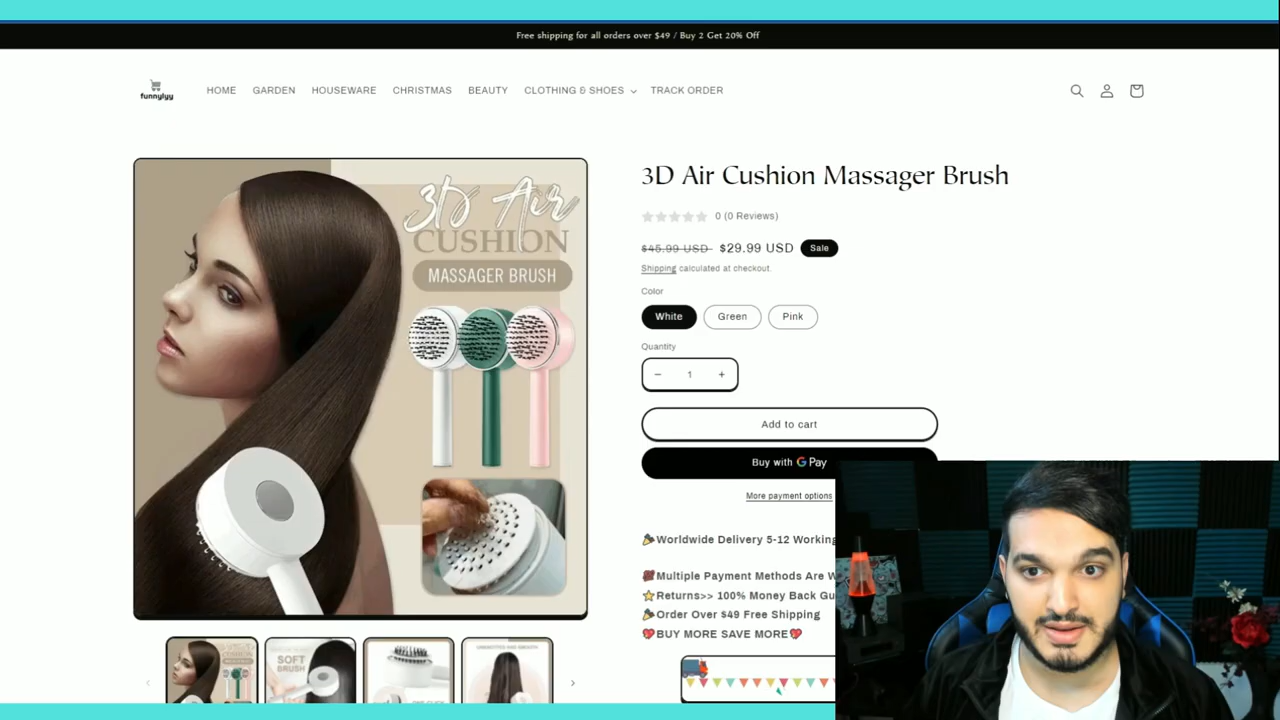 Free shipping for all orders over $49 / Buy 2 Get 20% Off
funnylyy
HOME GARDEN HOUSEWARE CHRISTMAS BEAUTY CLOTHING & SHOES TRACK ORDER
3D Air
CUSHION
MASSAGER BRUSH
3D Air Cushion Massager Brush
0 (0 Reviews)
$45.99 USD $29.99 USD Sale
Shipping calculated at checkout.
Color
White Green Pink
Quantity
− 1 +
Add to cart
Buy with G Pay
More payment options
Worldwide Delivery 5-12 Working
Multiple Payment Methods Are W
Returns>> 100% Money Back Gu
Order Over $49 Free Shipping
BUY MORE SAVE MORE
SOFT
BRUSH